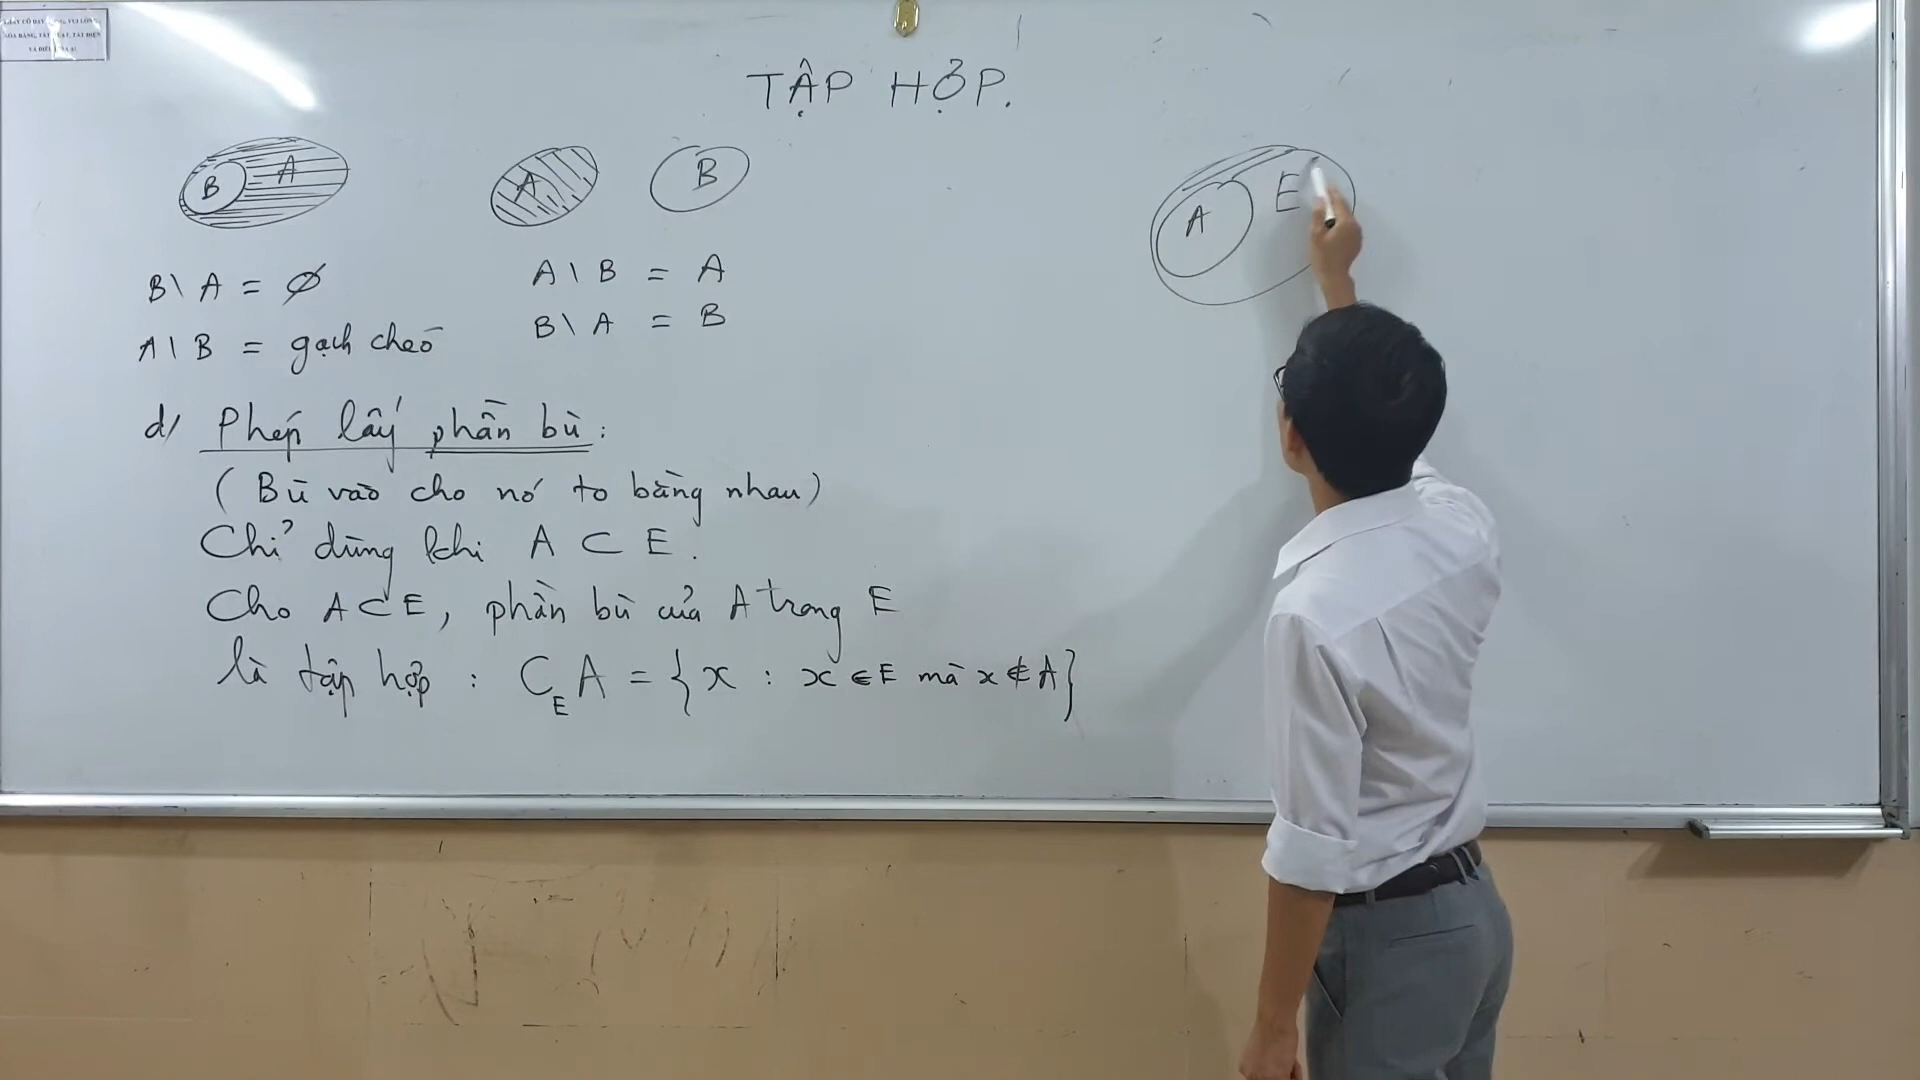 TẬP HỢP.
B A
A B
A E
B \ A = ∅
A \ B = gạch chéo
A \ B = A
B \ A = B
d/ Phép lấy phần bù:
(Bù vào cho nó to bằng nhau)
Chỉ dùng khi A ⊂ E.
Cho A ⊂ E, phần bù của A trong E
là tập hợp : C_E A = {x : x ∈ E mà x ∉ A}